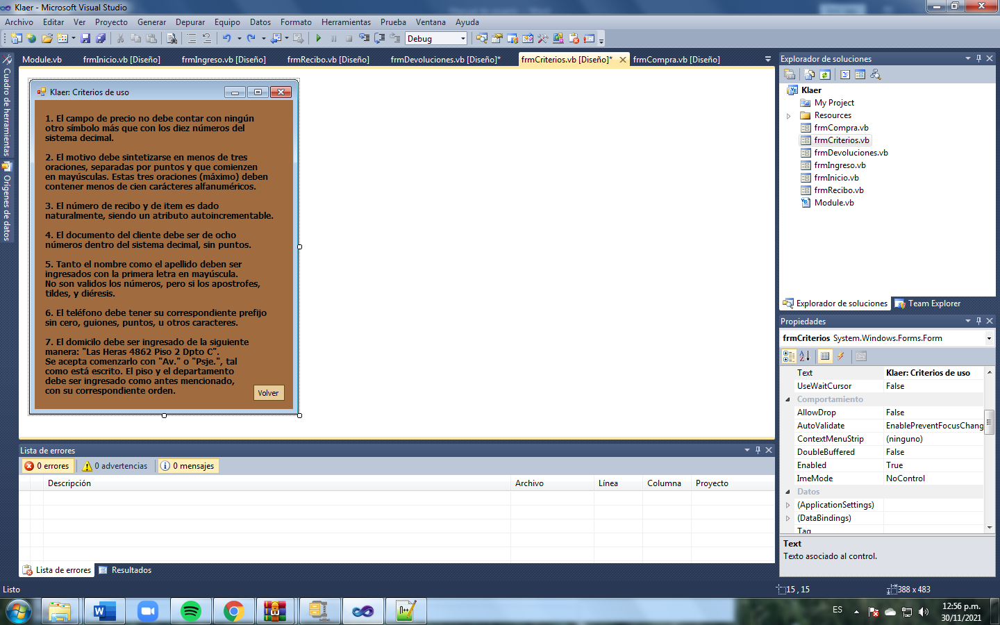 Klaer - Microsoft Visual Studio
Archivo Editar Ver Proyecto Generar Depurar Equipo Datos Formato Herramientas Prueba Ventana Ayuda
Debug
Module.vb frmInicio.vb [Diseño] frmIngreso.vb [Diseño] frmRecibo.vb [Diseño] frmDevoluciones.vb [Diseño]* frmCriterios.vb [Diseño]* frmCompra.vb [Diseño]
Cuadro de herramientas
Orígenes de datos
Klaer: Criterios de uso
1. El campo de precio no debe contar con ningún
otro símbolo más que con los diez números del
sistema decimal.
2. El motivo debe sintetizarse en menos de tres
oraciones, separadas por puntos y que comienzen
en mayúsculas. Estas tres oraciones (máximo) deben
contener menos de cien carácteres alfanuméricos.
3. El número de recibo y de item es dado
naturalmente, siendo un atributo autoincrementable.
4. El documento del cliente debe ser de ocho
números dentro del sistema decimal, sin puntos.
5. Tanto el nombre como el apellido deben ser
ingresados con la primera letra en mayúscula.
No son validos los números, pero si los apostrofes,
tildes, y diéresis.
6. El teléfono debe tener su correspondiente prefijo
sin cero, guiones, puntos, u otros caracteres.
7. El domicilo debe ser ingresado de la siguiente
manera: "Las Heras 4862 Piso 2 Dpto C".
Se acepta comenzarlo con "Av." o "Psje.", tal
como está escrito. El piso y el departamento
debe ser ingresado como antes mencionado,
con su correspondiente orden.
Volver
Explorador de soluciones
Klaer
My Project
Resources
frmCompra.vb
frmCriterios.vb
frmDevoluciones.vb
frmIngreso.vb
frmInicio.vb
frmRecibo.vb
Module.vb
Explorador de soluciones Team Explorer
Propiedades
frmCriterios System.Windows.Forms.Form
Text Klaer: Criterios de uso
UseWaitCursor False
Comportamiento
AllowDrop False
AutoValidate EnablePreventFocusChang
ContextMenuStrip (ninguno)
DoubleBuffered False
Enabled True
ImeMode NoControl
Datos
(ApplicationSettings)
(DataBindings)
Tag
Text
Texto asociado al control.
Lista de errores
0 errores 0 advertencias 0 mensajes
Descripción Archivo Línea Columna Proyecto
Lista de errores Resultados
Listo 15 , 15 388 x 483
ES 12:56 p.m.
30/11/2021